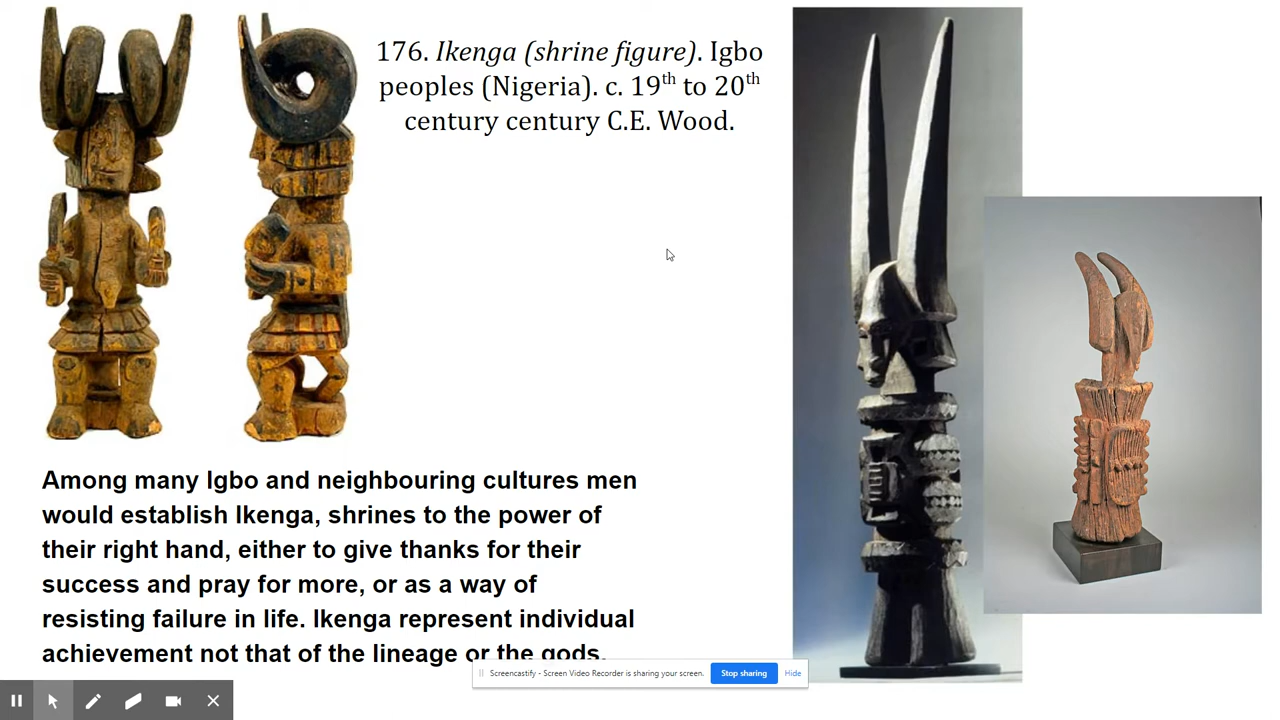 176. Ikenga (shrine figure). Igbo
peoples (Nigeria). c. 19th to 20th
century century C.E. Wood.
Among many Igbo and neighbouring cultures men
would establish Ikenga, shrines to the power of
their right hand, either to give thanks for their
success and pray for more, or as a way of
resisting failure in life. Ikenga represent individual
achievement not that of the lineage or the gods.
Screencastify - Screen Video Recorder is sharing your screen.
Stop sharing
Hide